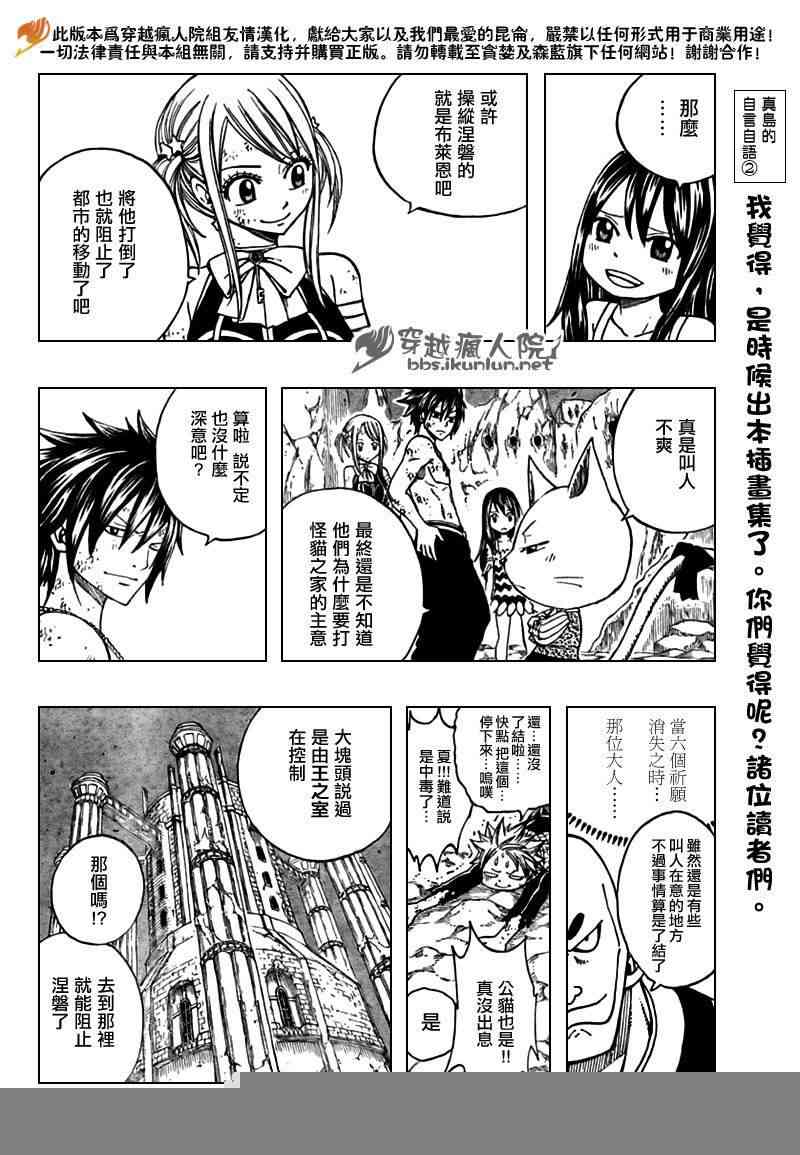 此版本爲穿越瘋人院組友情漢化，獻給大家以及我們最愛的昆侖，嚴禁以任何形式用于商業用途！
一切法律責任與本組無關，請支持并購買正版。請勿轉載至貪婪及森藍旗下任何網站！謝謝合作！
真島的
自言自語②
我覺得，是時候出本插畫集了。你們覺得呢？諸位讀者們。
那麼
……
或許
操縱涅磐的
就是布萊恩吧
將他打倒了
也就阻止了
都市的移動了吧
穿越瘋人院
bbs.ikunlun.net
真是叫人
不爽
最終還是不知道
他們為什麼要打
怪貓之家的主意
算啦 說不定
也沒什麼
深意吧？
當六個祈願
消失之時…
那位大人……
雖然還是有些
叫人在意的地方
不過事情算是了結了
還…還沒
了結啦……
快點 把這個…
停下來…嗚噗
夏!!!難道說
是中毒了…
公貓也是!!
真沒出息
是
大塊頭說過
是由王之室
在控制
那個嗎!?
去到那裡
就能阻止
涅磐了